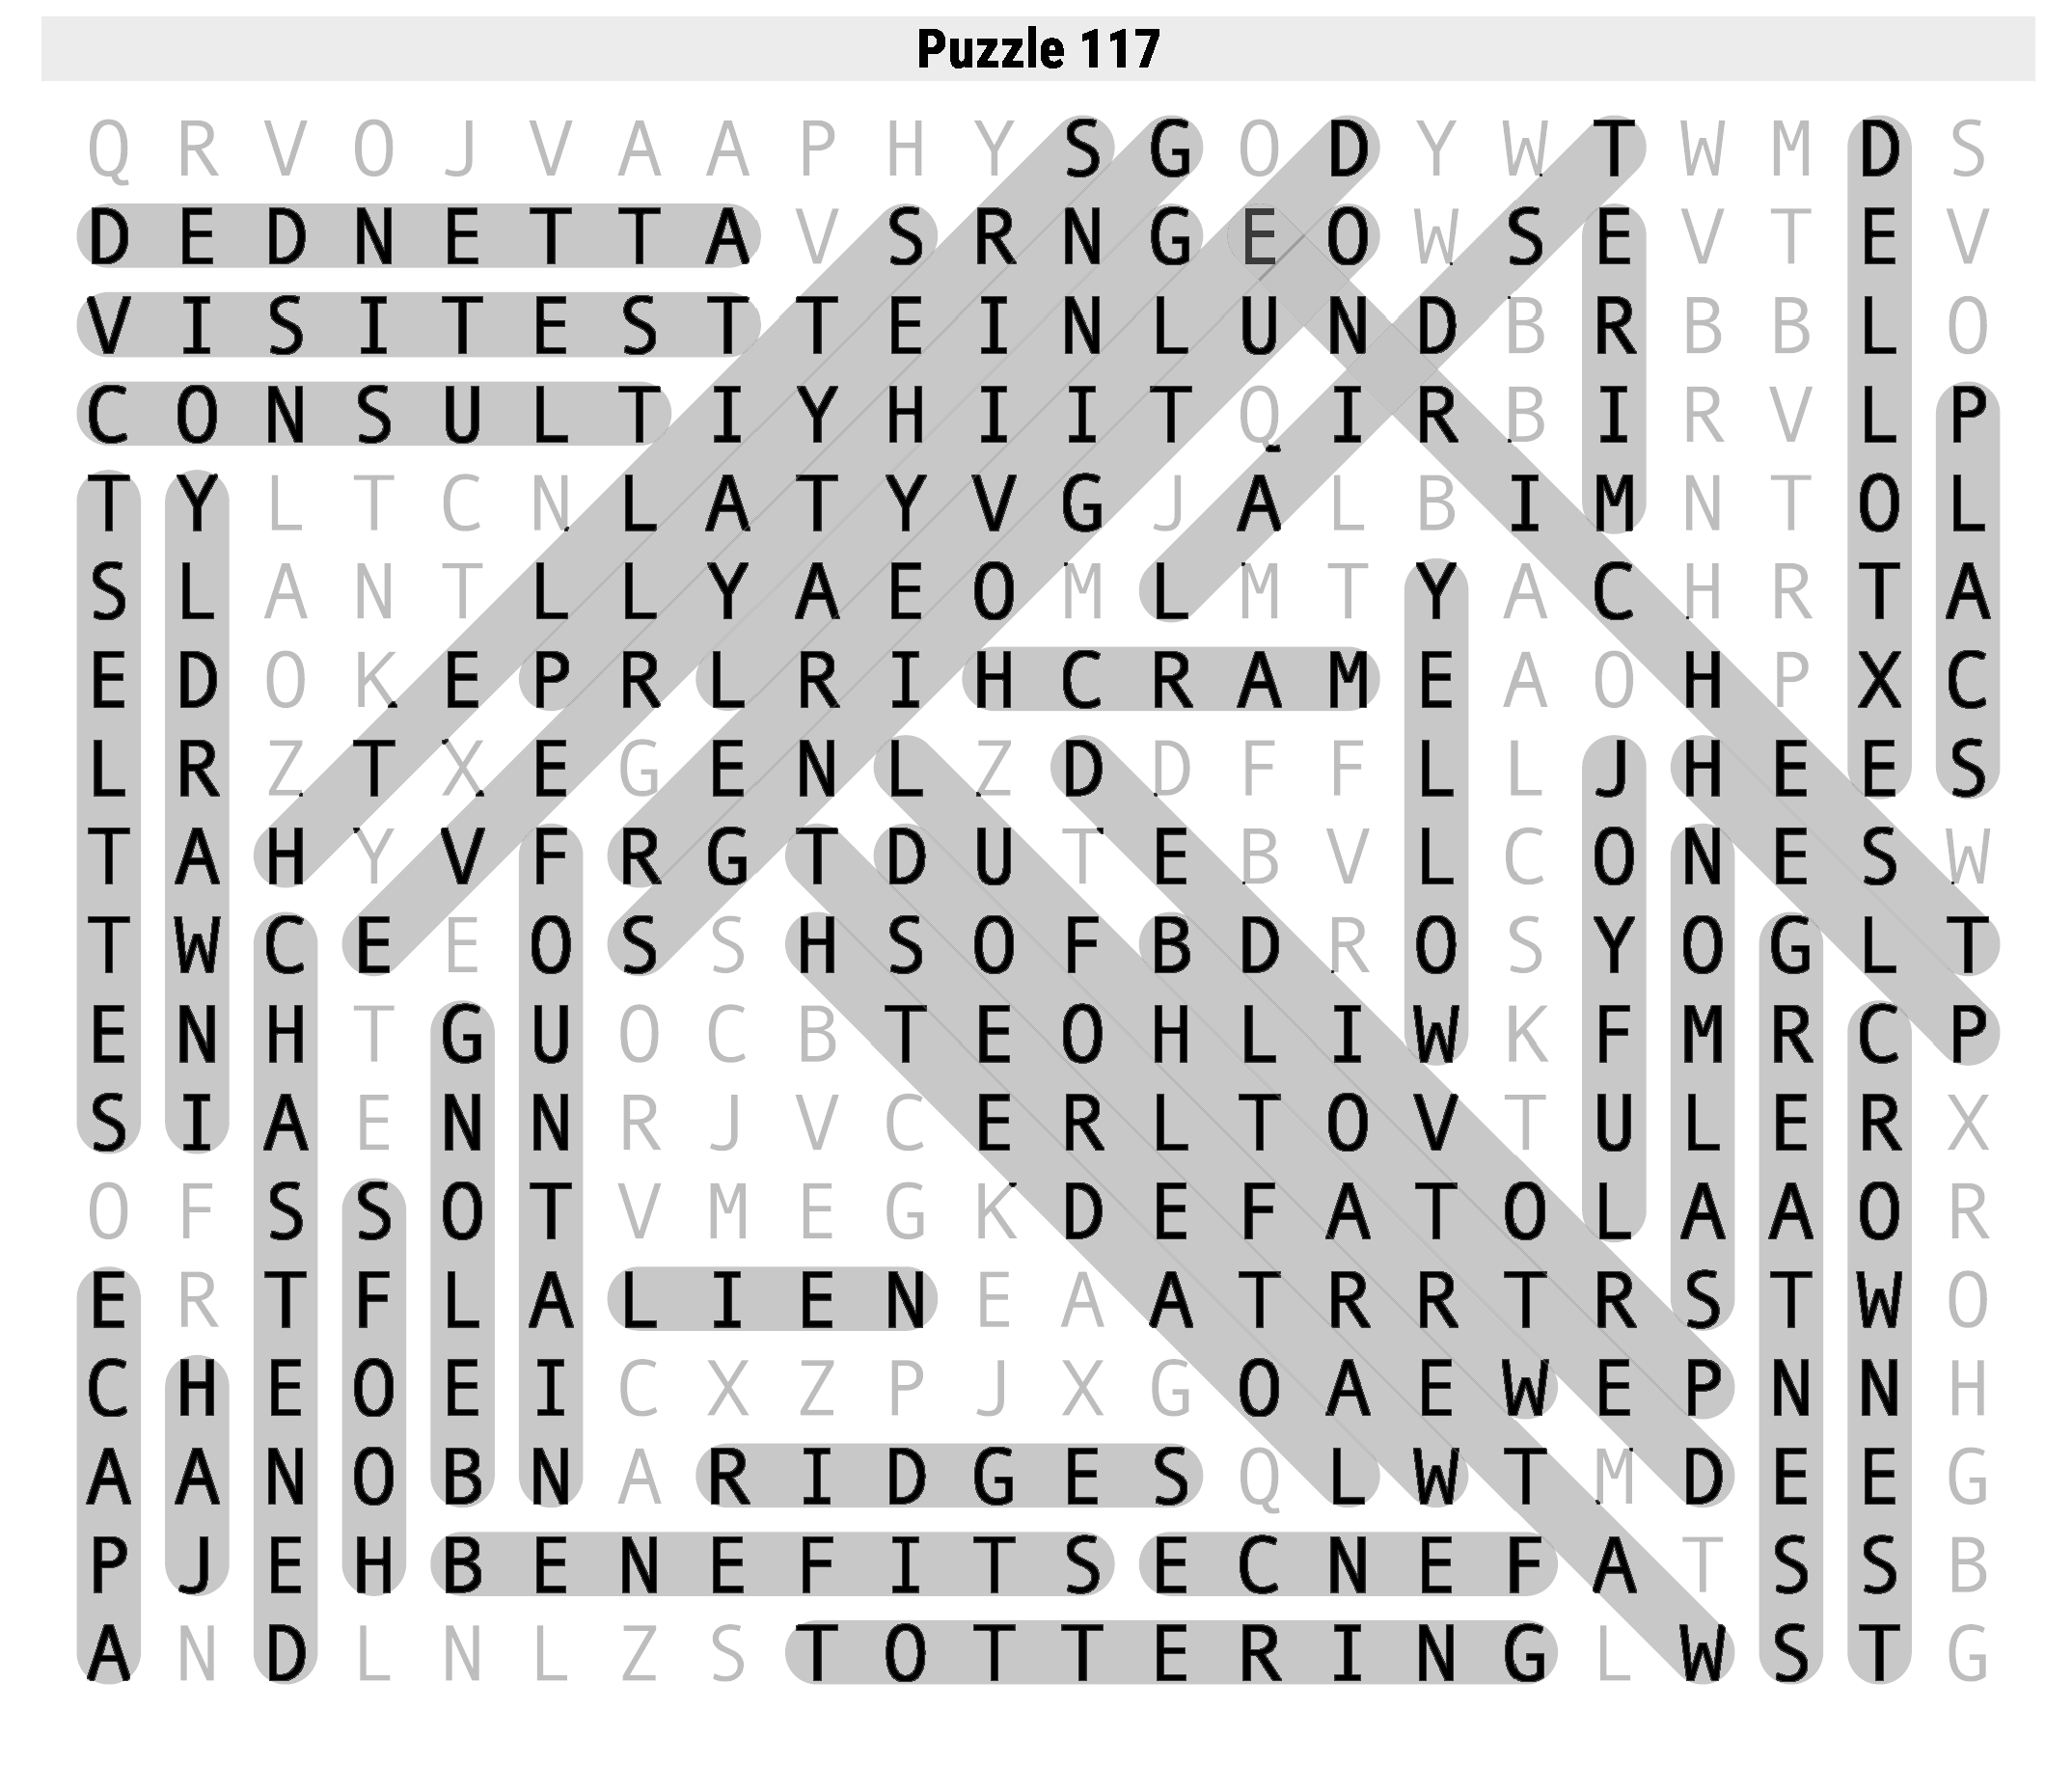 Puzzle 117
Q R V O J V A A P H Y S G O D Y W T W M D S
D E D N E T T A V S R N G E O W S E V T E V
V I S I T E S T T E I N L U N D B R B B L O
C O N S U L T I Y H I I T Q I R B I R V L P
T Y L T C N L A T Y V G J A L B I M N T O L
S L A N T L L Y A E O M L M T Y A C H R T A
E D O K E P R L R I H C R A M E A O H P X C
L R Z T X E G E N L Z D D F F L L J H E E S
T A H Y V F R G T D U T E B V L C O N E S W
T W C E E O S S H S O F B D R O S Y O G L T
E N H T G U O C B T E O H L I W K F M R C P
S I A E N N R J V C E R L T O V T U L E R X
O F S S O T V M E G K D E F A T O L A A O R
E R T F L A L I E N E A A T R R T R S T W O
C H E O E I C X Z P J X G O A E W E P N N H
A A N O B N A R I D G E S Q L W T M D E E G
P J E H B E N E F I T S E C N E F A T S S B
A N D L N L Z S T O T T E R I N G L W S T G